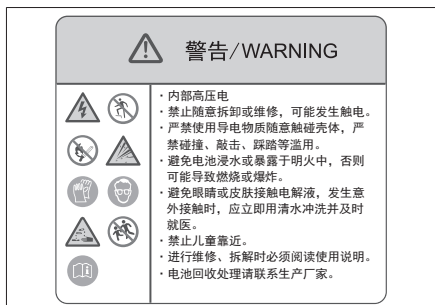 警告/WARNING
· 内部高压电
· 禁止随意拆卸或维修，可能发生触电。
· 严禁使用导电物质随意触碰壳体，严
禁碰撞、敲击、踩踏等滥用。
· 避免电池浸水或暴露于明火中，否则
可能导致燃烧或爆炸。
· 避免眼睛或皮肤接触电解液，发生意
外接触时，应立即用清水冲洗并及时
就医。
· 禁止儿童靠近。
· 进行维修、拆解时必须阅读使用说明。
· 电池回收处理请联系生产厂家。